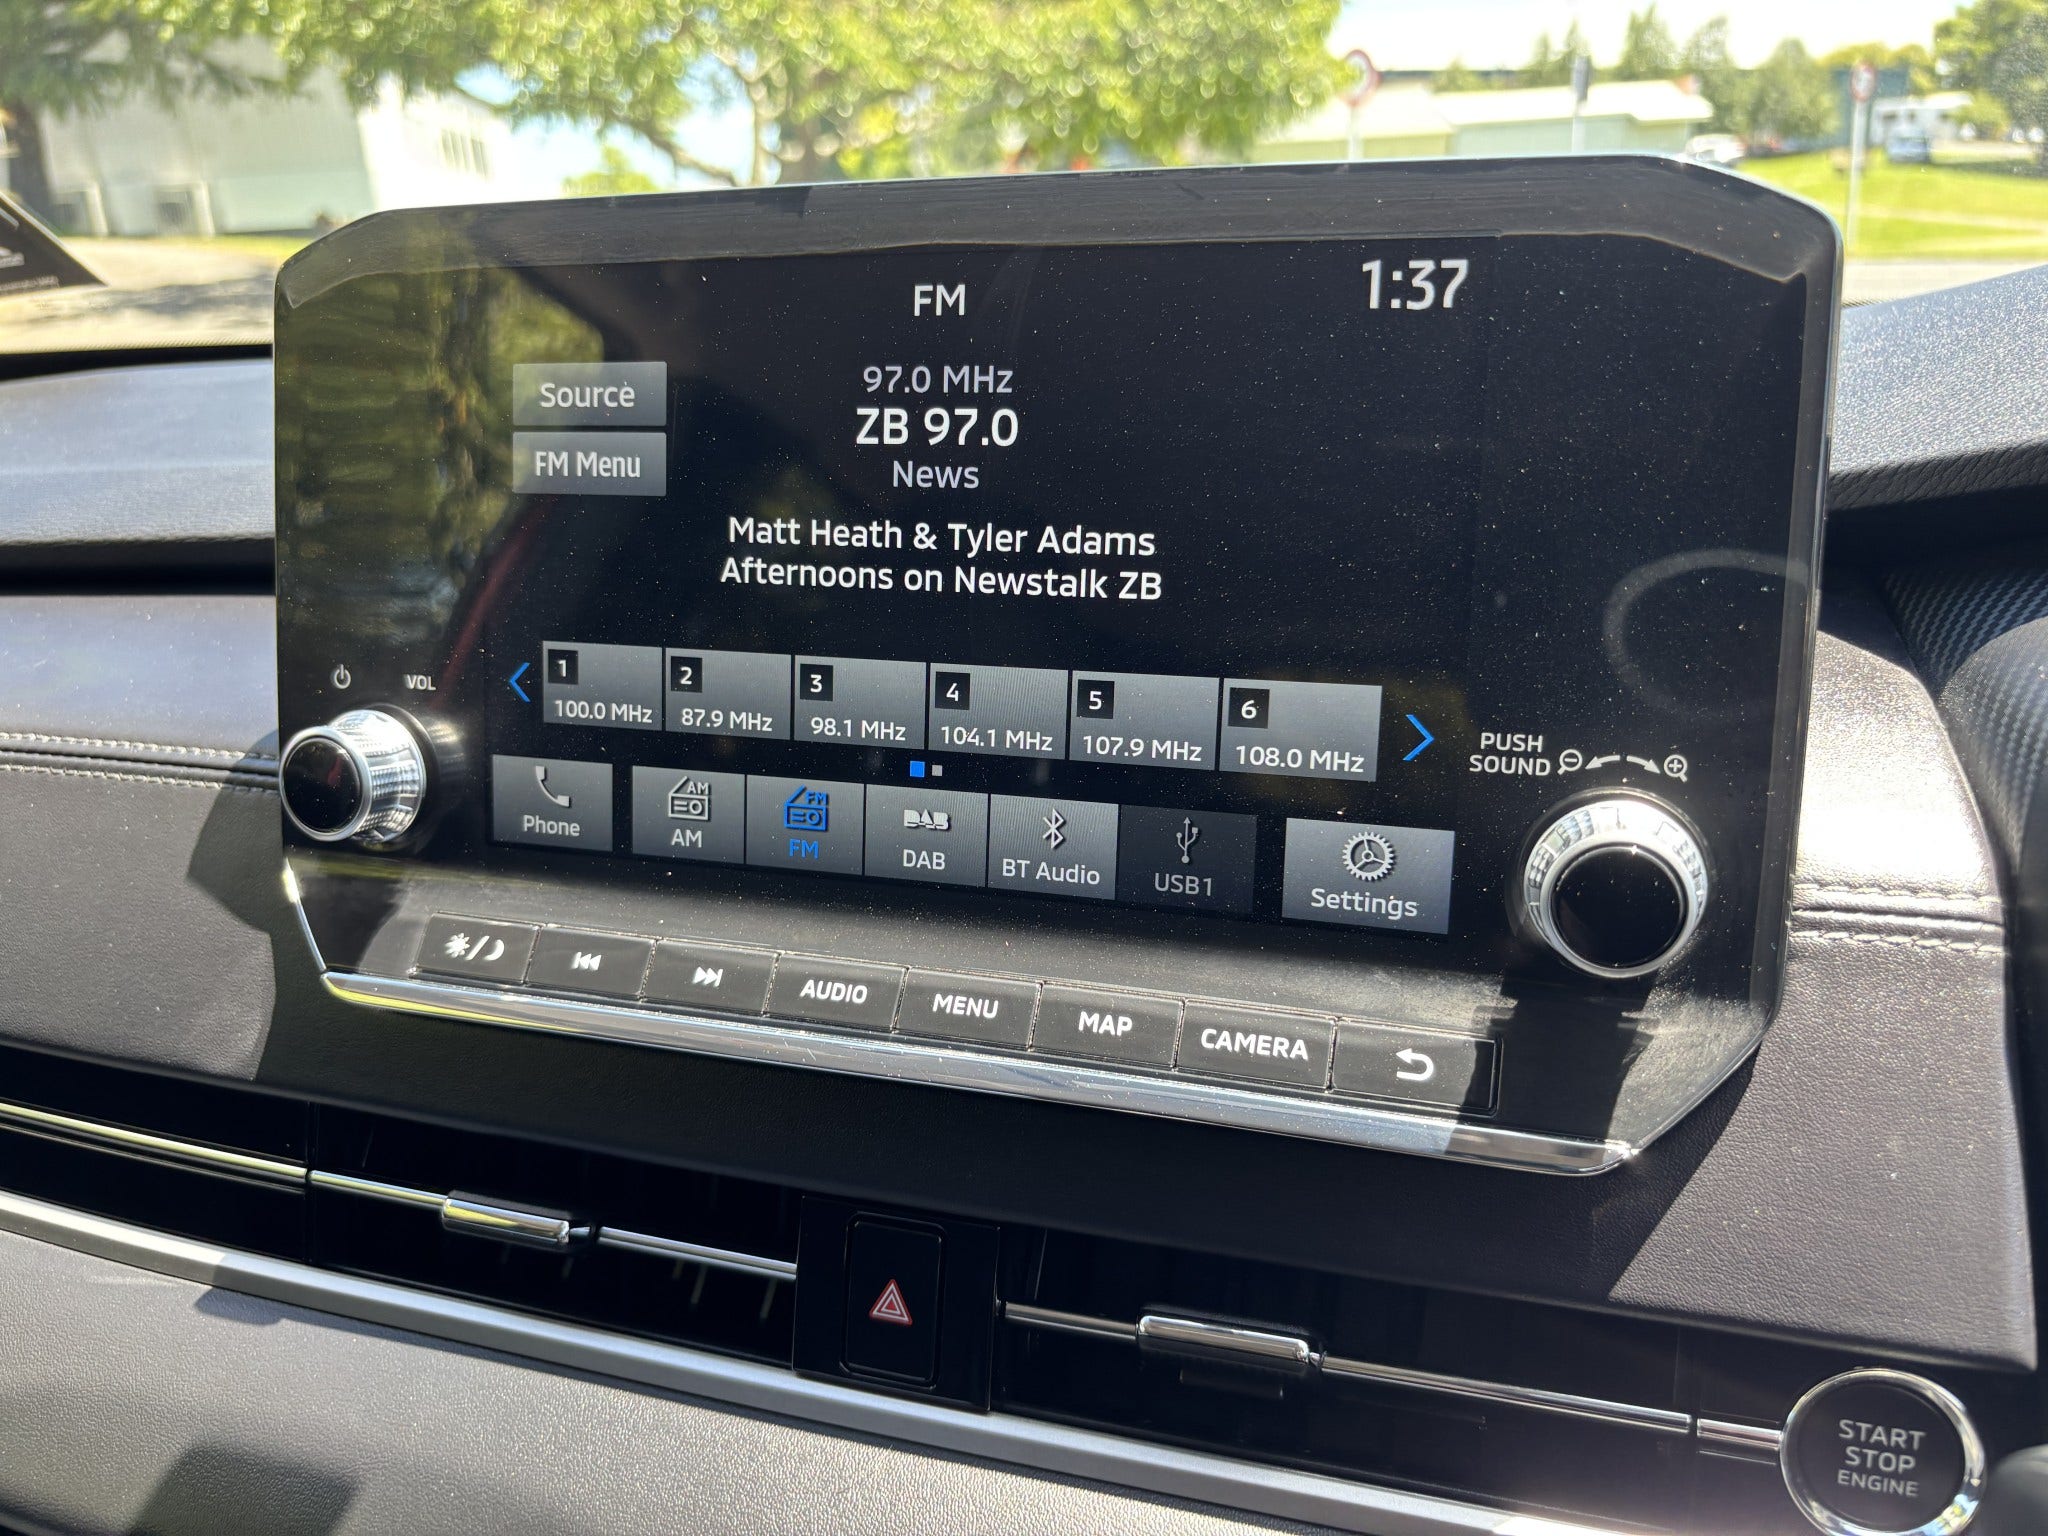 FM
1:37
Source
FM Menu
97.0 MHz
ZB 97.0
News
Matt Heath & Tyler Adams
Afternoons on Newstalk ZB
VOL
1
100.0 MHz
2
87.9 MHz
3
98.1 MHz
4
104.1 MHz
5
107.9 MHz
6
108.0 MHz
PUSH
SOUND
Phone
AM
AM
FM
FM
DAB
DAB
BT Audio
USB1
Settings
AUDIO
MENU
MAP
CAMERA
START
STOP
ENGINE